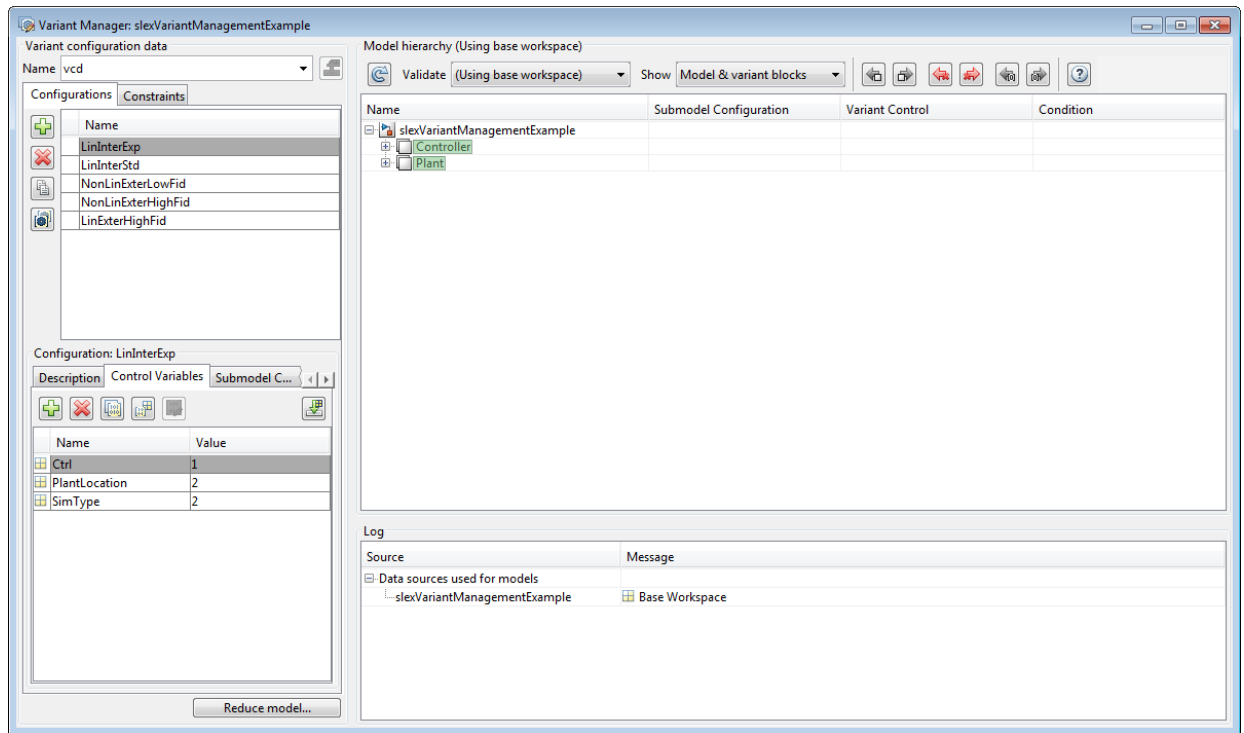 Variant Manager: slexVariantManagementExample
Variant configuration data
Name vcd
Configurations Constraints
Name
LinInterExp
LinInterStd
NonLinExterLowFid
NonLinExterHighFid
LinExterHighFid
Configuration: LinInterExp
Description Control Variables Submodel C...
Name Value
Ctrl 1
PlantLocation 2
SimType 2
Reduce model...
Model hierarchy (Using base workspace)
Validate (Using base workspace) Show Model & variant blocks
Name Submodel Configuration Variant Control Condition
slexVariantManagementExample
Controller
Plant
Log
Source Message
Data sources used for models
slexVariantManagementExample Base Workspace